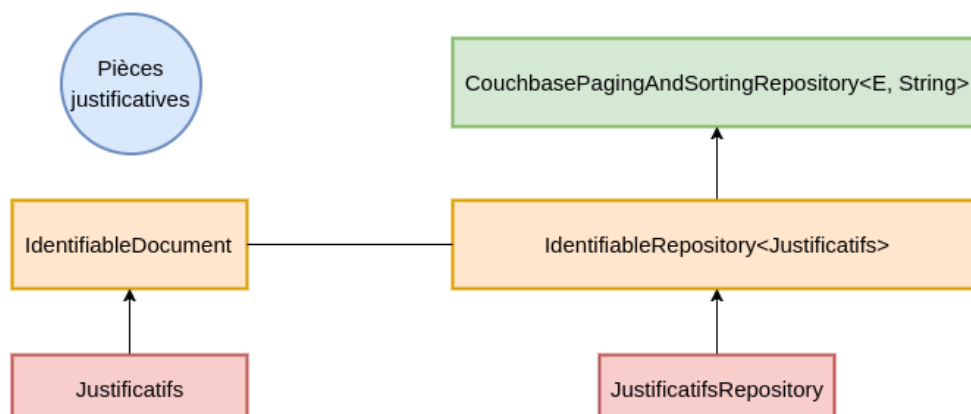 Pièces
justificatives
CouchbasePagingAndSortingRepository<E, String>
IdentifiableDocument
IdentifiableRepository<Justificatifs>
Justificatifs
JustificatifsRepository